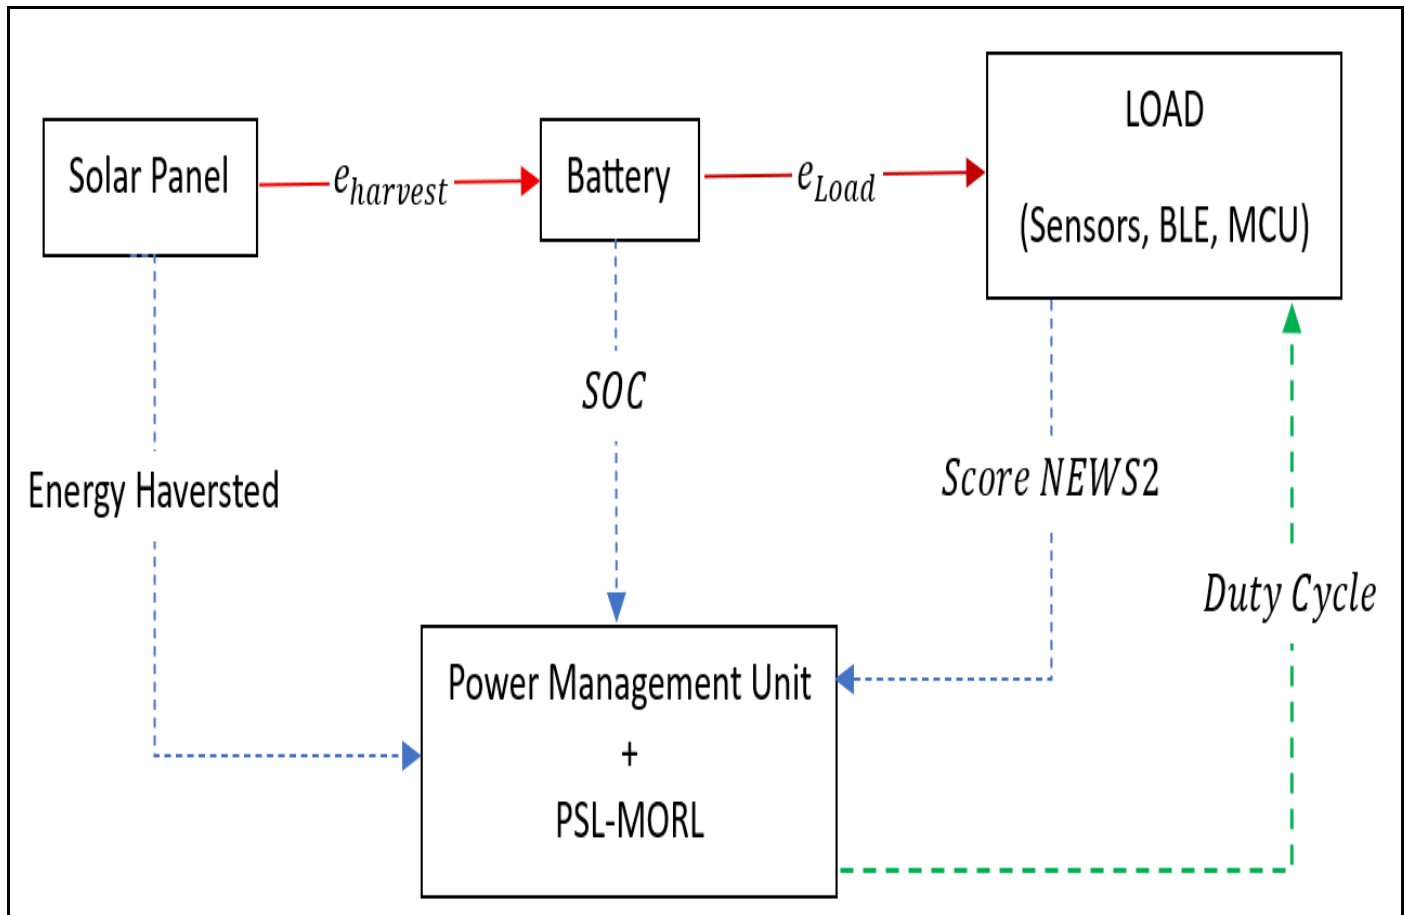 Solar Panel
e_harvest
Battery
e_Load
LOAD
(Sensors, BLE, MCU)
SOC
Energy Haversted
Score NEWS2
Duty Cycle
Power Management Unit
+
PSL-MORL